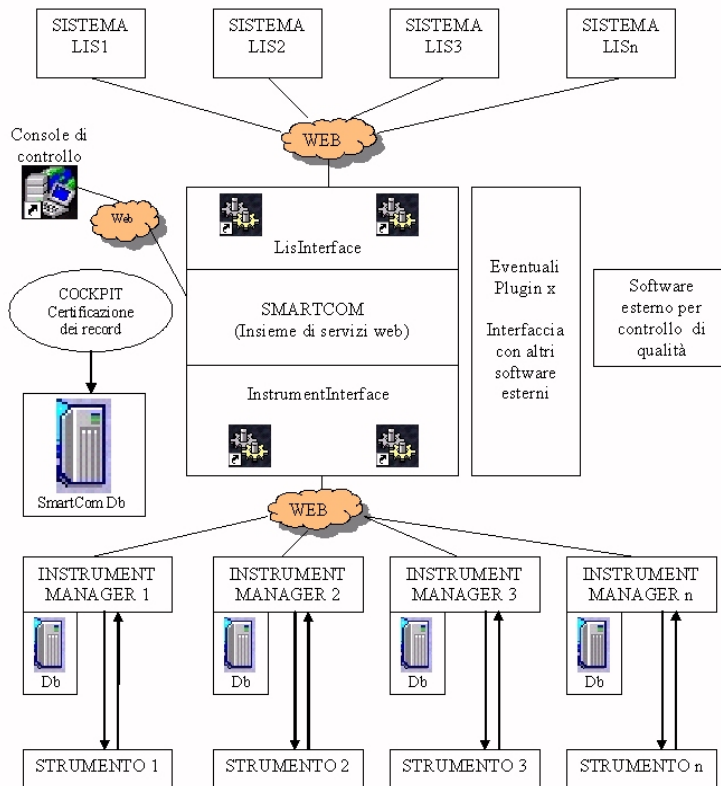 SISTEMA
LIS1
SISTEMA
LIS2
SISTEMA
LIS3
SISTEMA
LISn
WEB
Console di
controllo
Web
LisInterface
COCKPIT
Certificazione
dei record
SMARTCOM
(Insieme di servizi web)
Eventuali
Plugin x
Interfaccia
con altri
software
esterni
Software
esterno per
controllo di
qualità
InstrumentInterface
SmartCom Db
WEB
INSTRUMENT
MANAGER 1
INSTRUMENT
MANAGER 2
INSTRUMENT
MANAGER 3
INSTRUMENT
MANAGER n
Db
Db
Db
Db
STRUMENTO 1
STRUMENTO 2
STRUMENTO 3
STRUMENTO n